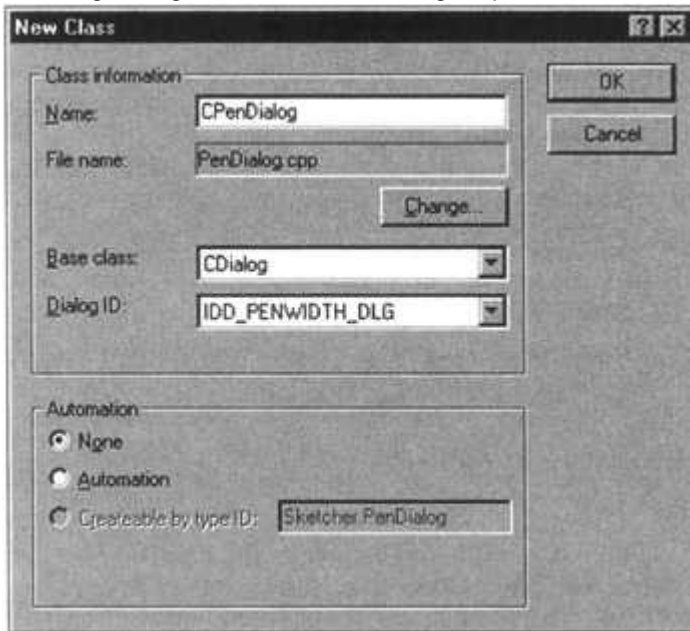 New Class
Class information
Name:
CPenDialog
OK
File name:
PenDialog.cpp
Cancel
Change...
Base class:
CDialog
Dialog ID:
IDD_PENWIDTH_DLG
Automation
None
Automation
Createable by type ID:
Sketcher.PenDialog